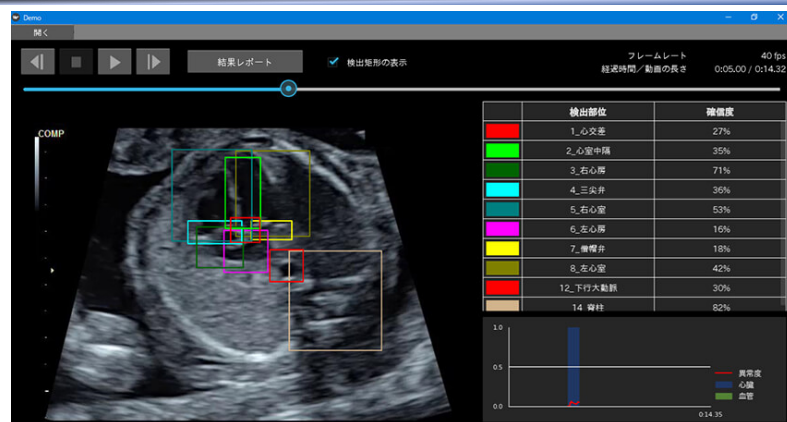 Demo
開く
結果レポート
検出矩形の表示
フレームレート 40 fps
経過時間／動画の長さ 0:05.00 / 0:14.32
COMP
検出部位 確信度
1_心交差 27%
2_心室中隔 35%
3_右心房 71%
4_三尖弁 36%
5_右心室 53%
6_左心房 16%
7_僧帽弁 18%
8_左心室 42%
12_下行大動脈 30%
14_脊柱 82%
1.0
0.5
0.0
異常度
心臓
血管
0:14.35